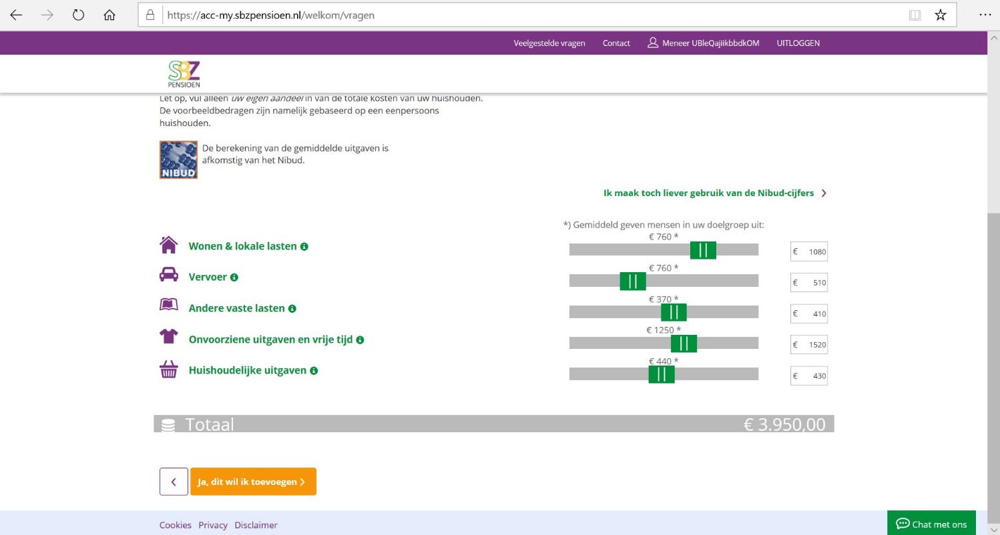 https://acc-my.sbzpensioen.nl/welkom/vragen
Veelgestelde vragen Contact Meneer UBleQajiikbbdkOM UITLOGGEN
SBZ
PENSIOEN
Let op, vul alleen uw eigen aandeel in van de totale kosten van uw huishouden.
De voorbeeldbedragen zijn namelijk gebaseerd op een eenpersoons
huishouden.
De berekening van de gemiddelde uitgaven is
afkomstig van het Nibud.
NIBUD
Ik maak toch liever gebruik van de Nibud-cijfers
*) Gemiddeld geven mensen in uw doelgroep uit:
€ 760 *
Wonen & lokale lasten € 1080
€ 760 *
Vervoer € 510
€ 370 *
Andere vaste lasten € 410
€ 1250 *
Onvoorziene uitgaven en vrije tijd € 1520
€ 440 *
Huishoudelijke uitgaven € 430
Totaal € 3.950,00
Ja, dit wil ik toevoegen
Cookies Privacy Disclaimer
Chat met ons